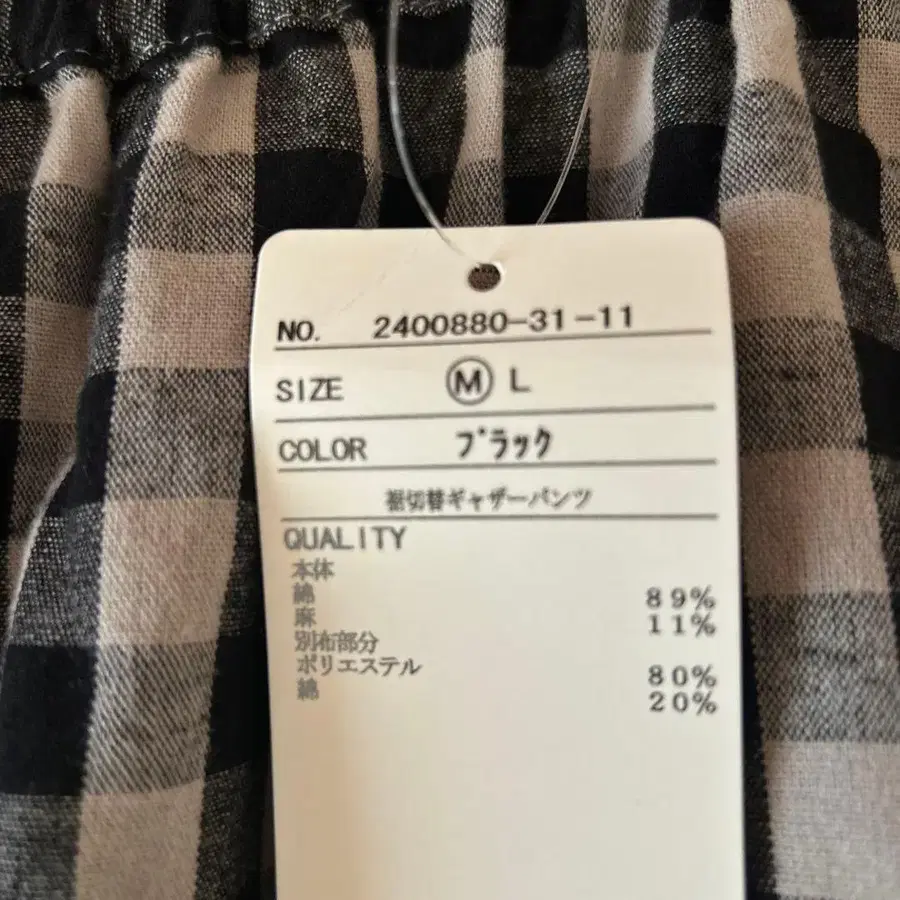 NO. 2400880-31-11
SIZE Ⓜ L
COLOR ブラック
裾切替ギャザーパンツ
QUALITY
本体
綿 89%
麻 11%
別布部分
ポリエステル 80%
綿 20%